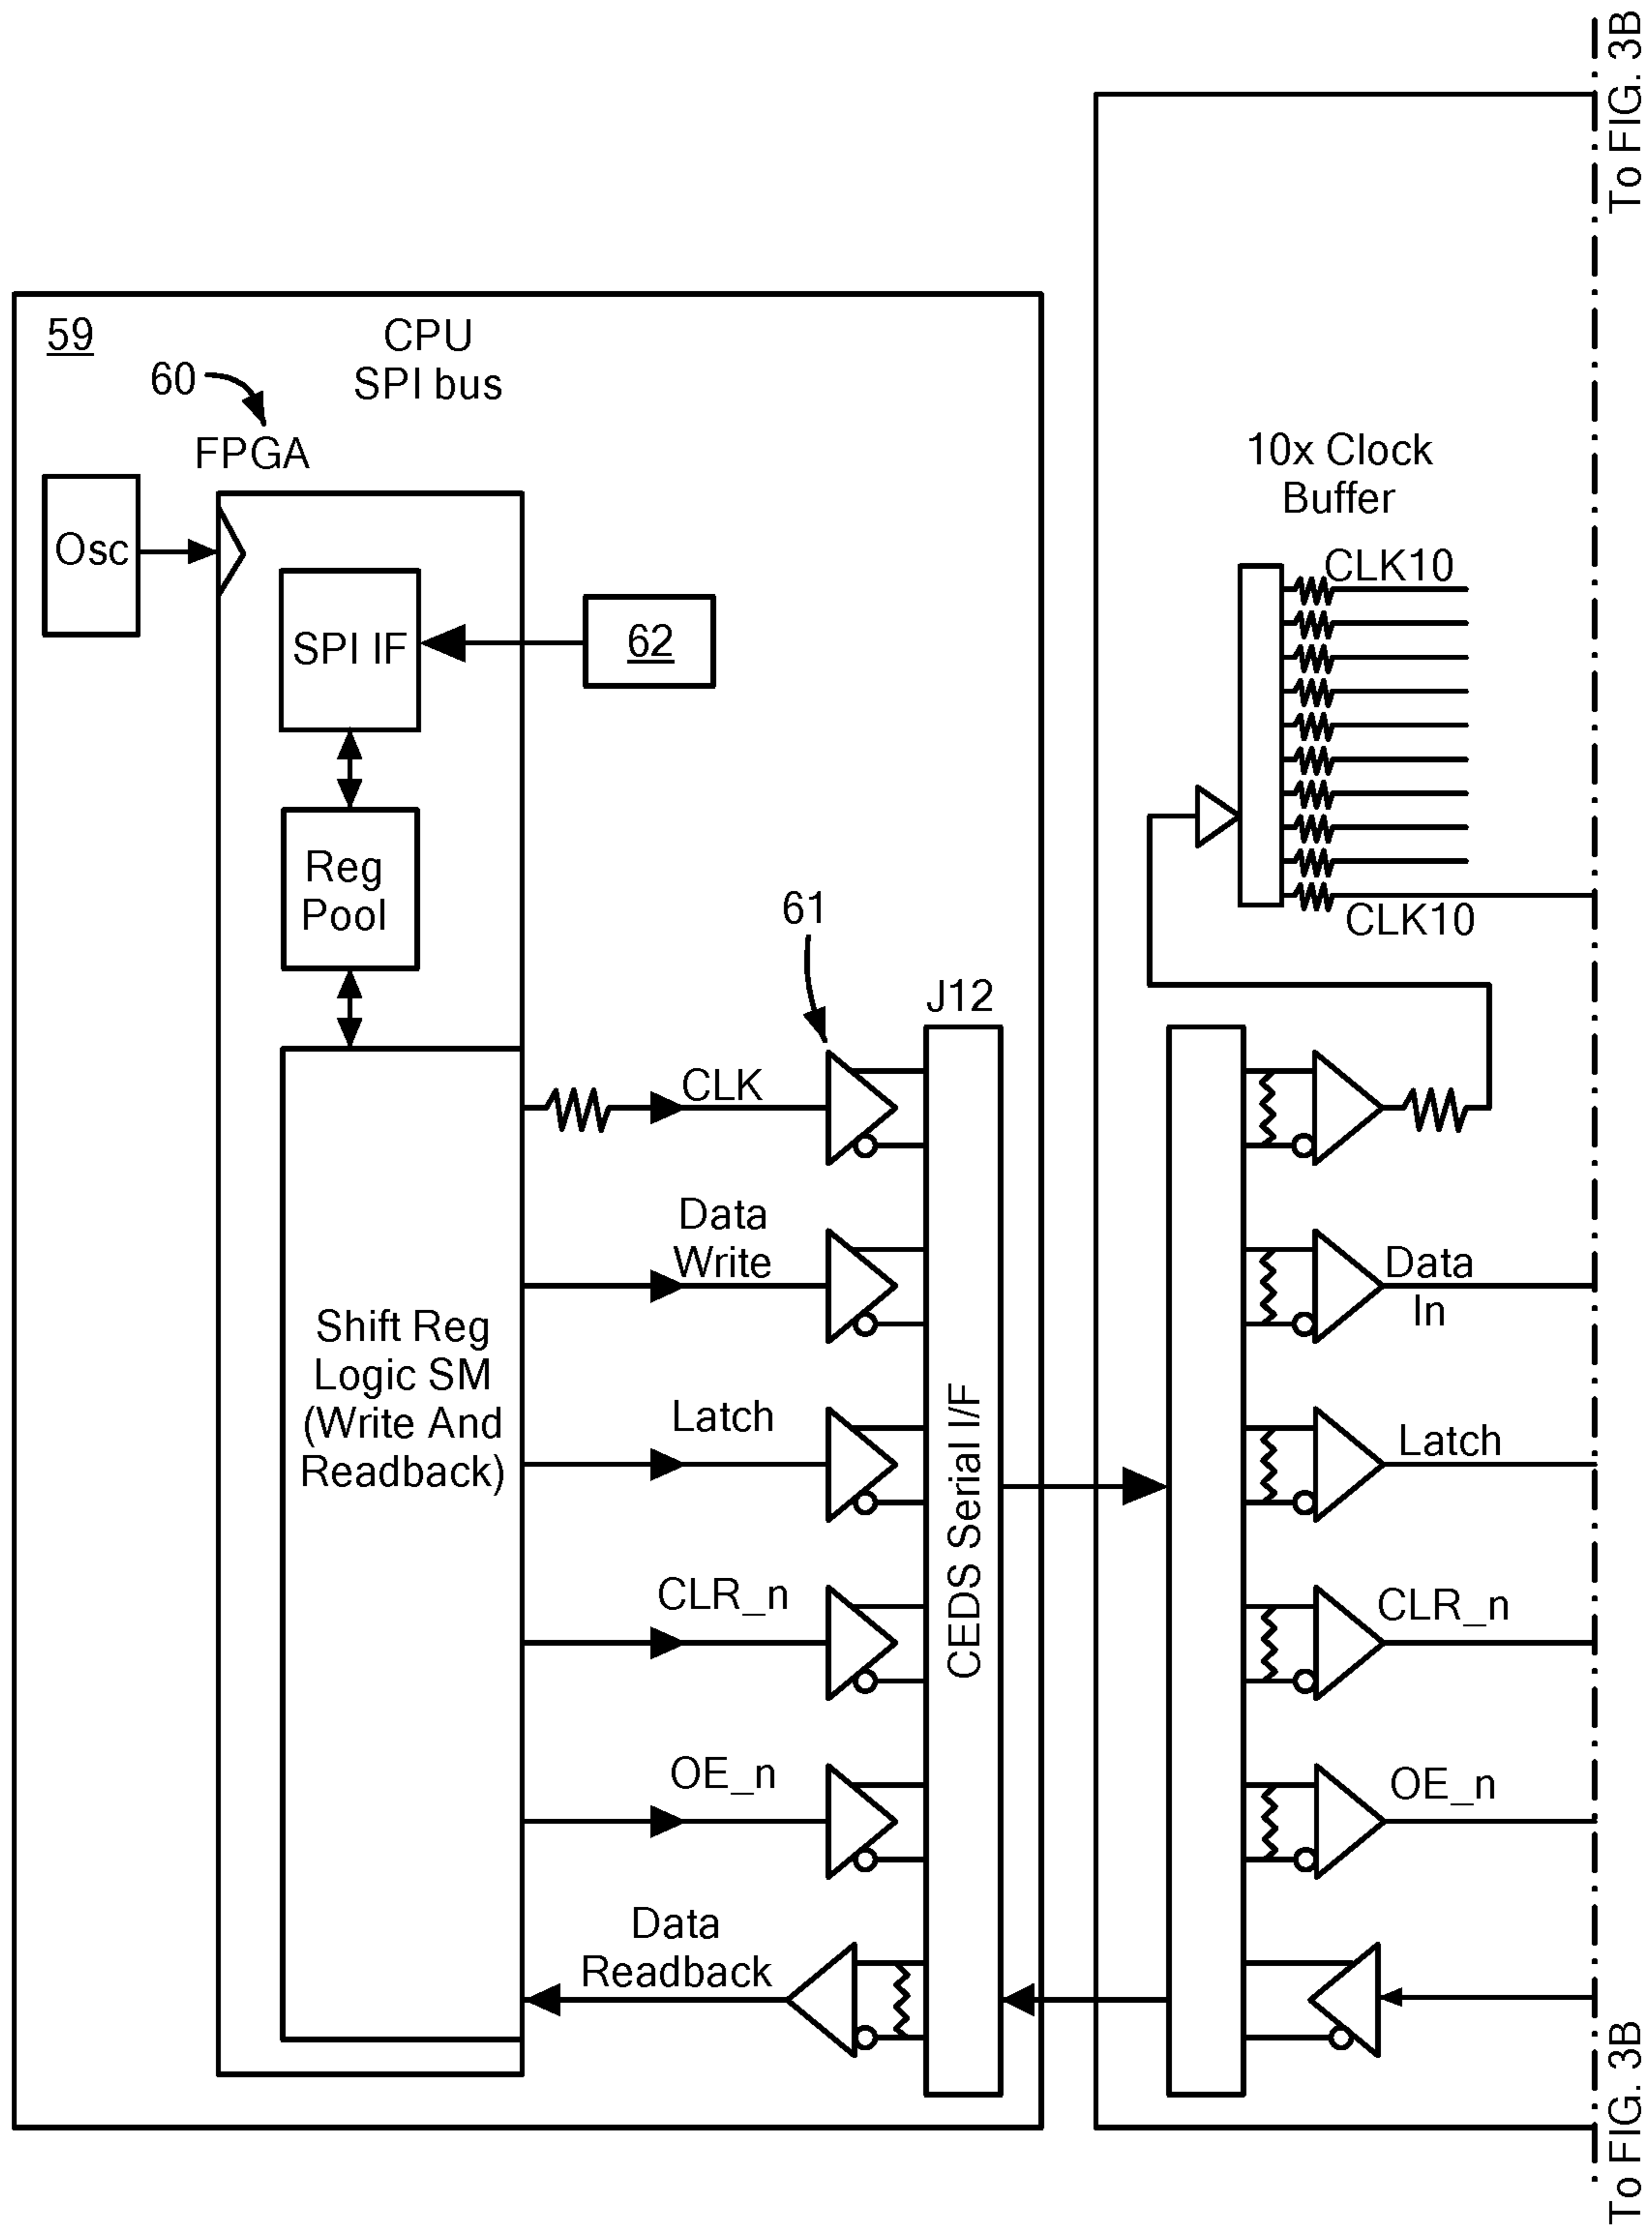 To FIG. 3B
59
CPU
SPI bus
60
FPGA
Osc
SPI IF
62
Reg
Pool
10x Clock
Buffer
CLK10
CLK10
61
J12
CLK
Data
Write
Data
In
Shift Reg
Logic SM
(Write And
Readback)
Latch
Latch
CEDS Serial I/F
CLR_n
CLR_n
OE_n
OE_n
Data
Readback
To FIG. 3B